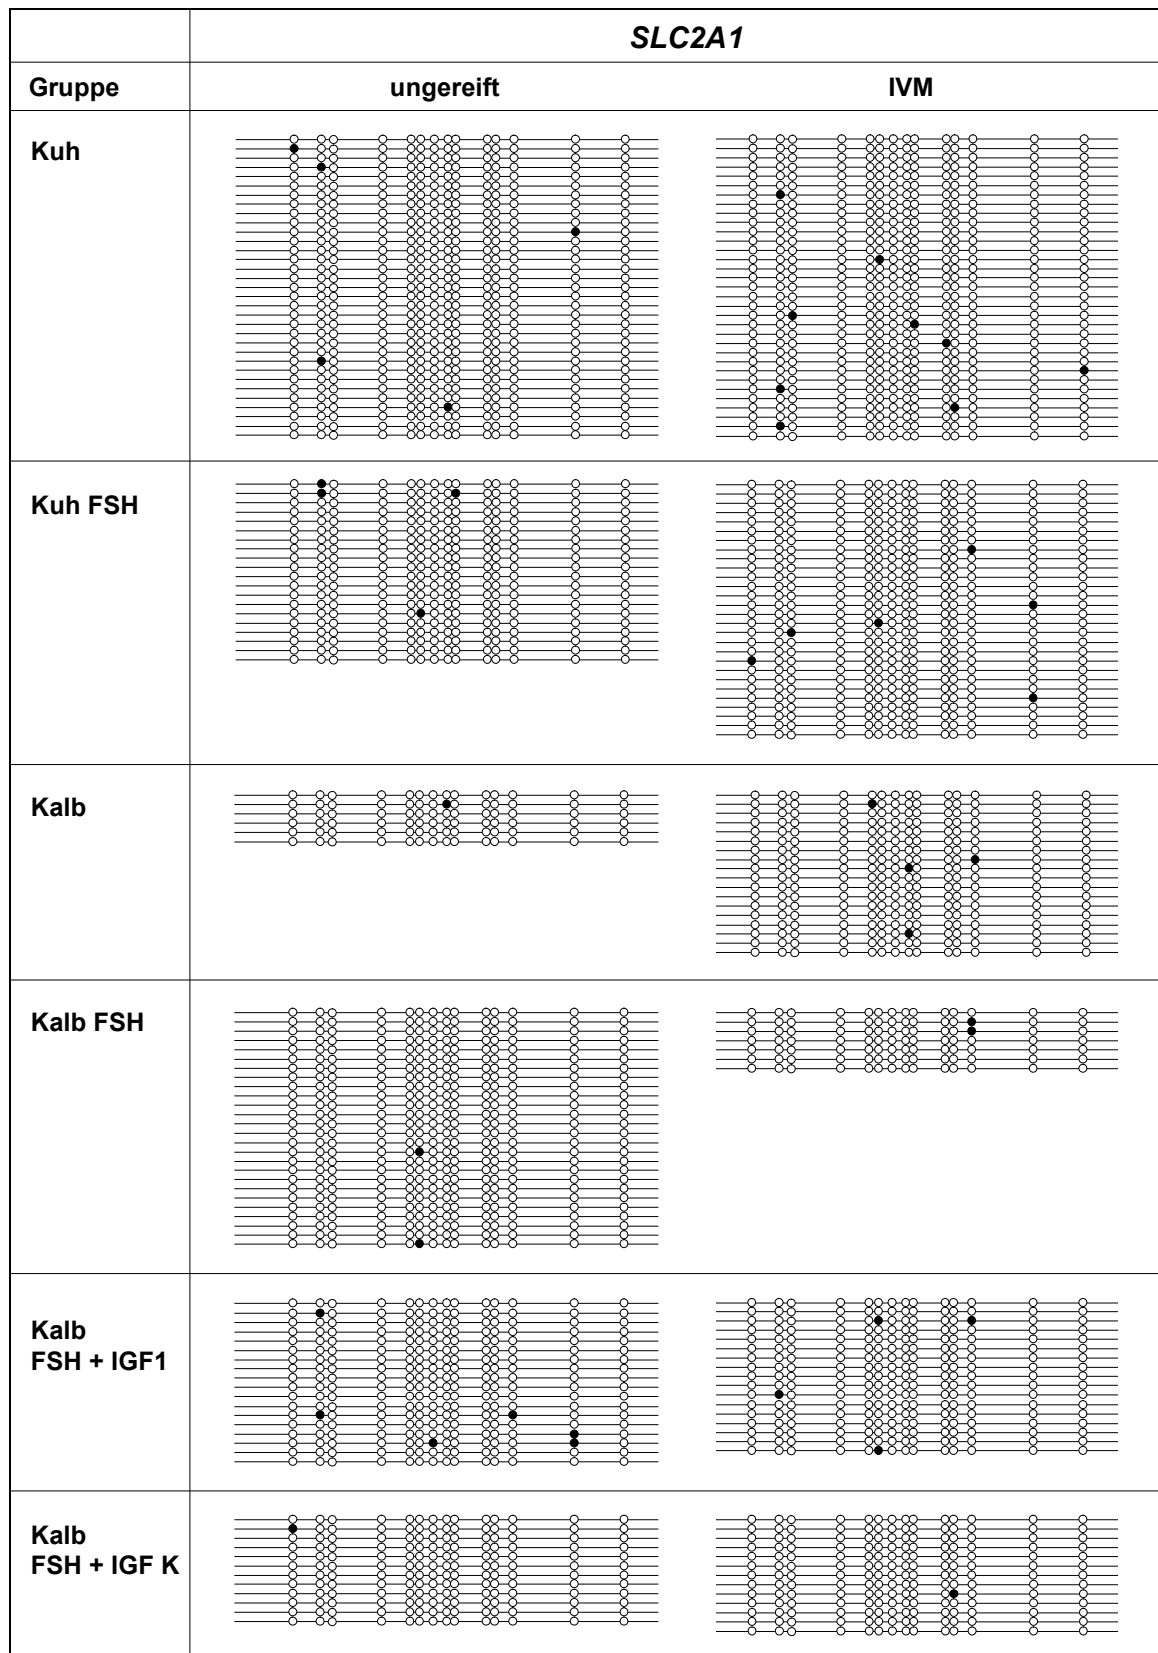 SLC2A1
Gruppe ungereift IVM
Kuh
Kuh FSH
Kalb
Kalb FSH
Kalb
FSH + IGF1
Kalb
FSH + IGF K